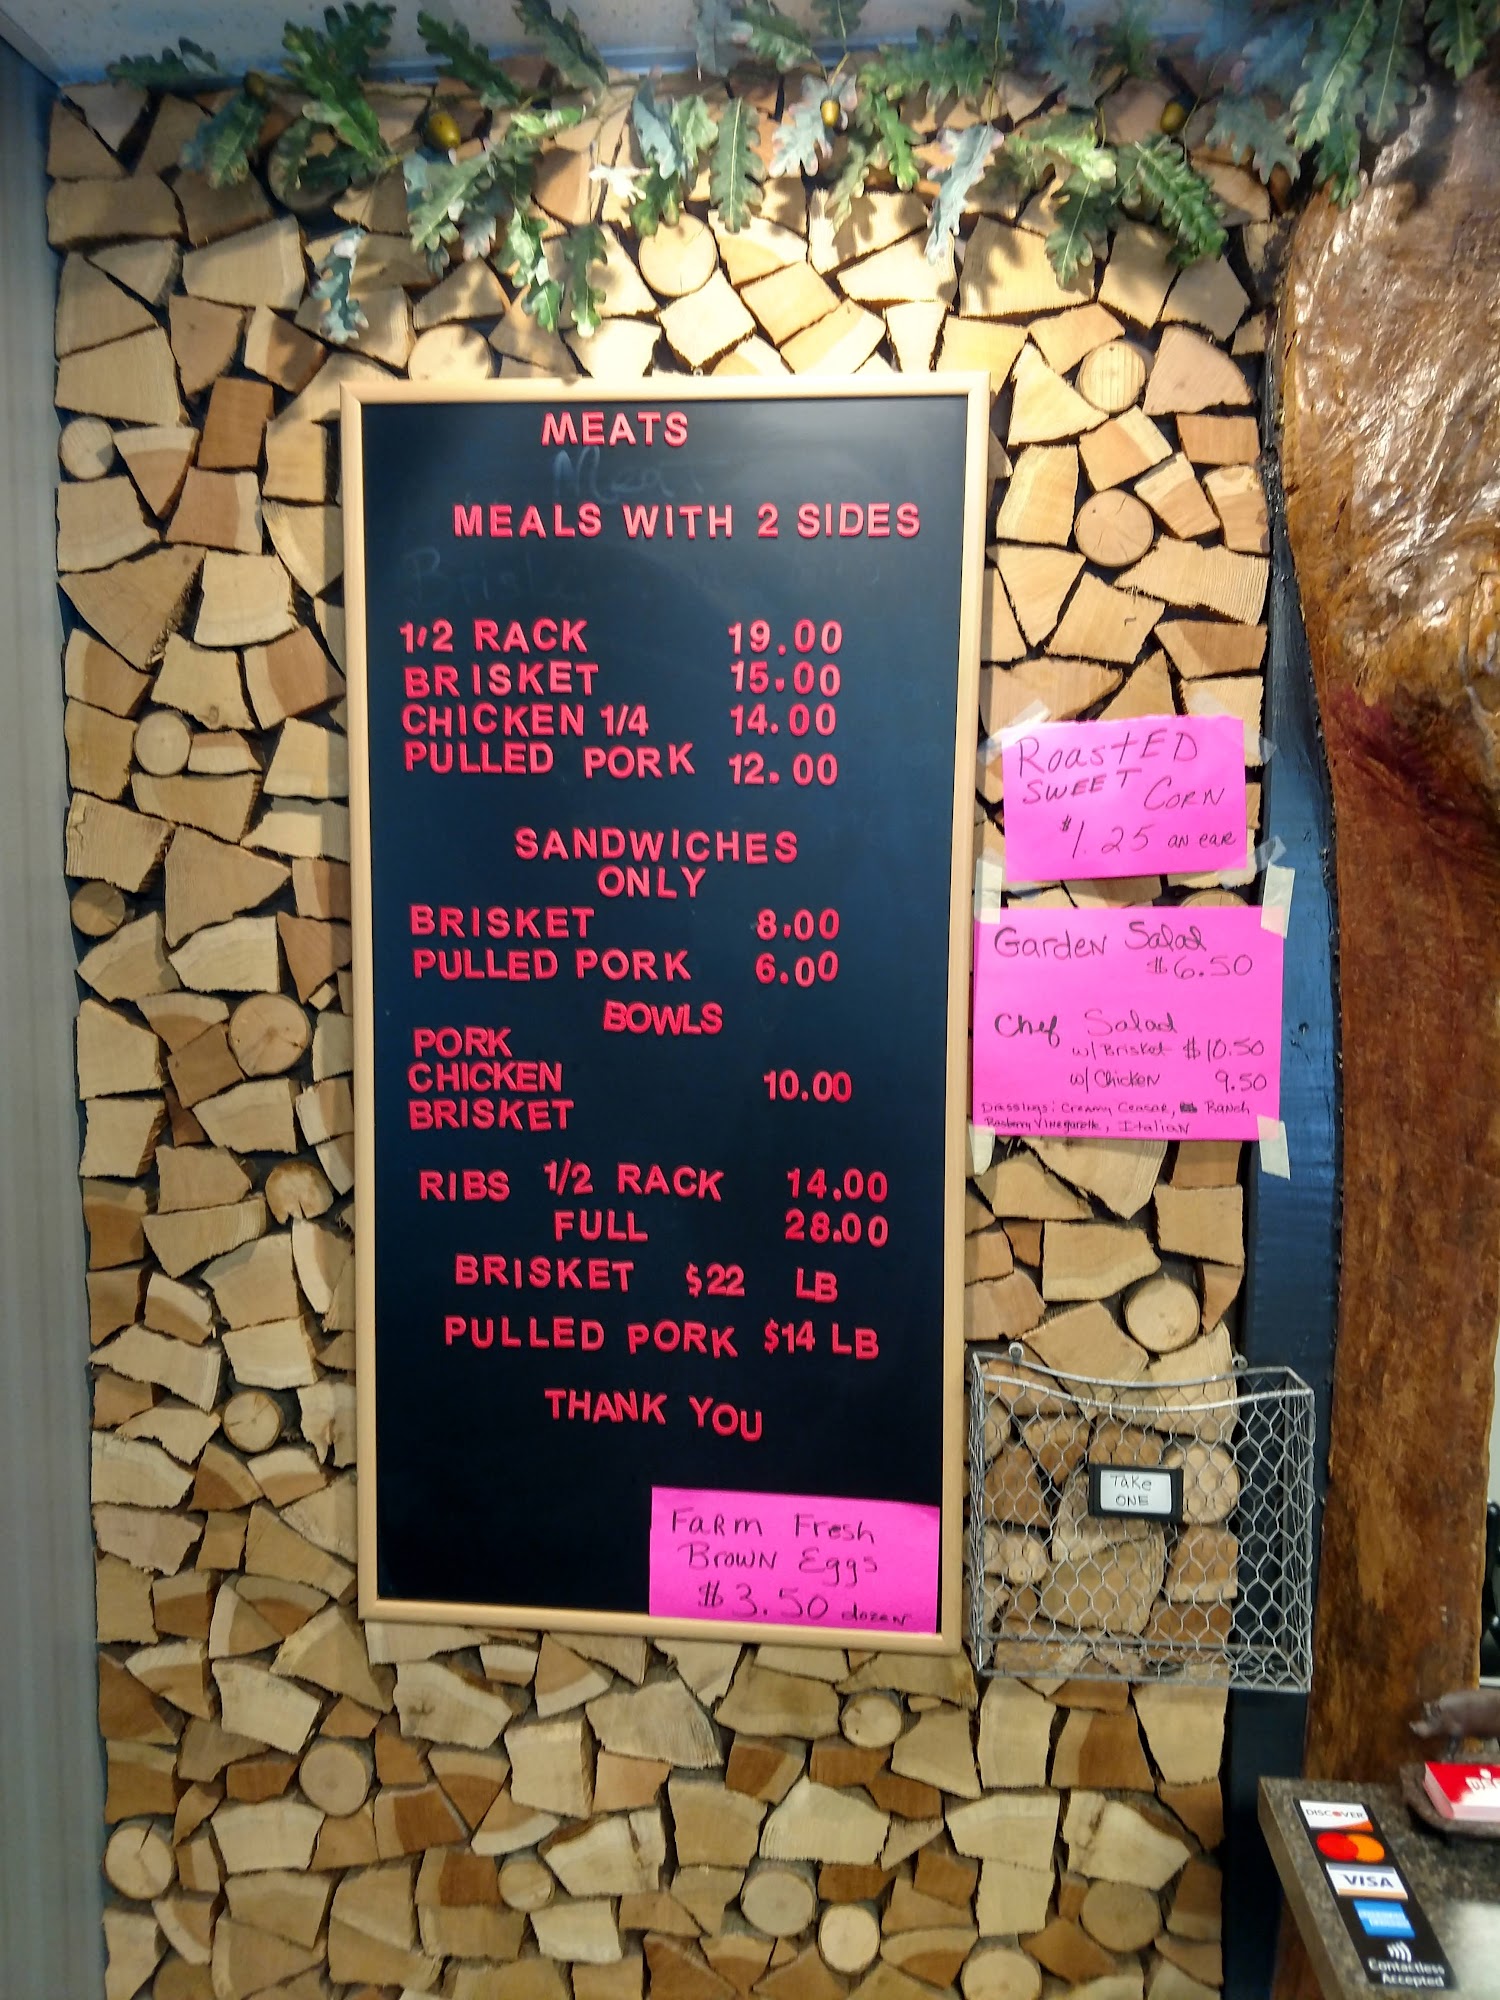 MEATS
Meat
MEALS WITH 2 SIDES
1/2 RACK 19.00
BRISKET 15.00
CHICKEN 1/4 14.00
PULLED PORK 12.00
SANDWICHES
ONLY
BRISKET 8.00
PULLED PORK 6.00
BOWLS
PORK
CHICKEN 10.00
BRISKET
RIBS 1/2 RACK 14.00
FULL 28.00
BRISKET $22 LB
PULLED PORK $14 LB
THANK YOU
Farm Fresh
Brown Eggs
$3.50 dozen
Roasted
Sweet Corn
$1.25 an ear
Garden Salad
$6.50
Chef Salad
w/Brisket $10.50
w/Chicken 9.50
Dressings: Creamy Ceasar, Ranch
Rasberry Vinegarette, Italian
Take
ONE
DISCOVER
VISA
Contactless
Accepted